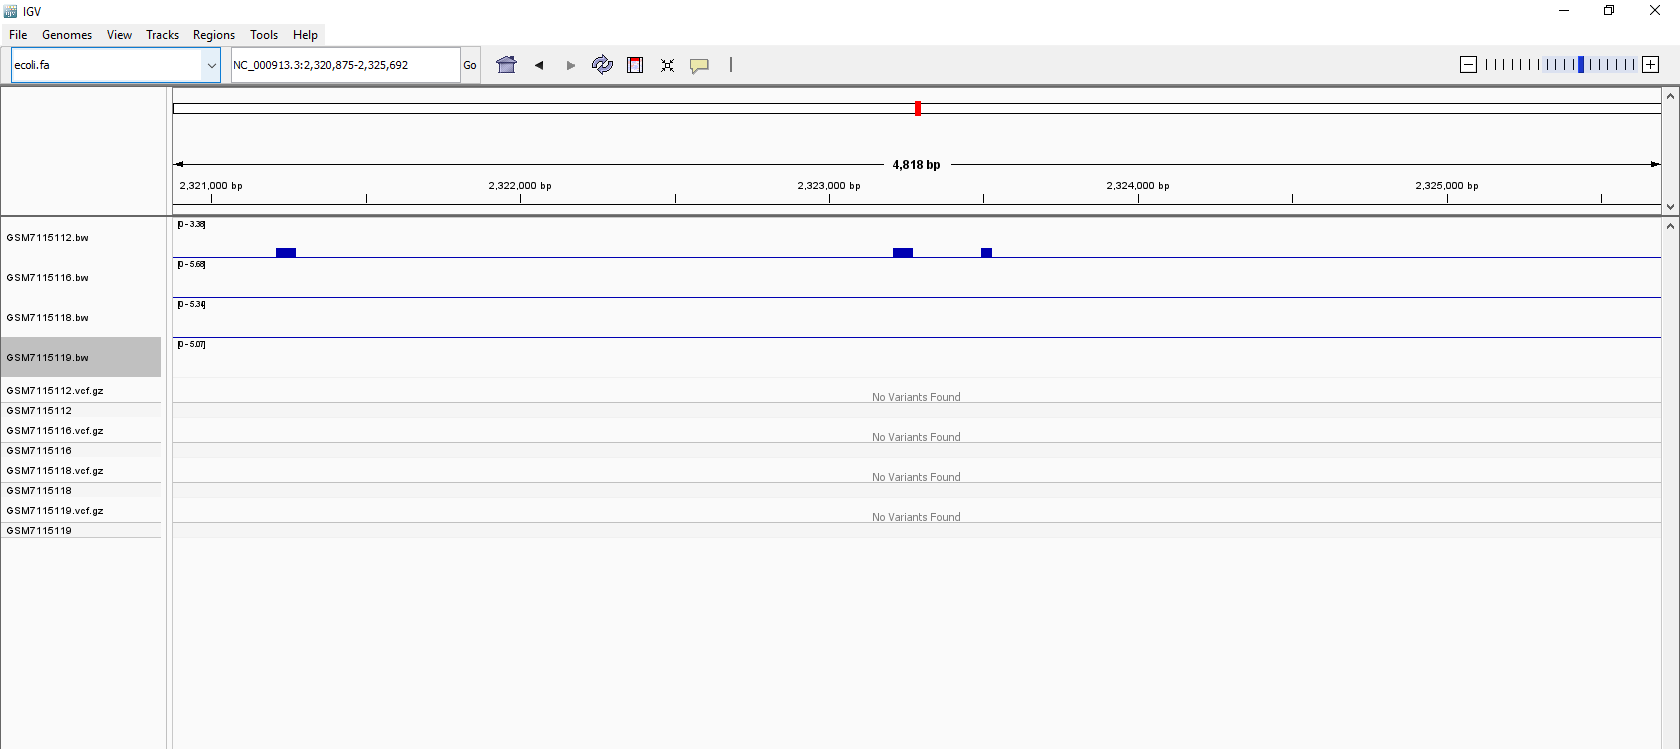 IGV
File Genomes View Tracks Regions Tools Help
ecoli.fa NC_000913.3:2,320,875-2,325,692 Go
4,818 bp
2,321,000 bp 2,322,000 bp 2,323,000 bp 2,324,000 bp 2,325,000 bp
[0 - 3.38]
GSM7115112.bw
[0 - 5.68]
GSM7115116.bw
[0 - 5.34]
GSM7115118.bw
[0 - 5.07]
GSM7115119.bw
GSM7115112.vcf.gz
No Variants Found
GSM7115112
GSM7115116.vcf.gz
No Variants Found
GSM7115116
GSM7115118.vcf.gz
No Variants Found
GSM7115118
GSM7115119.vcf.gz
No Variants Found
GSM7115119